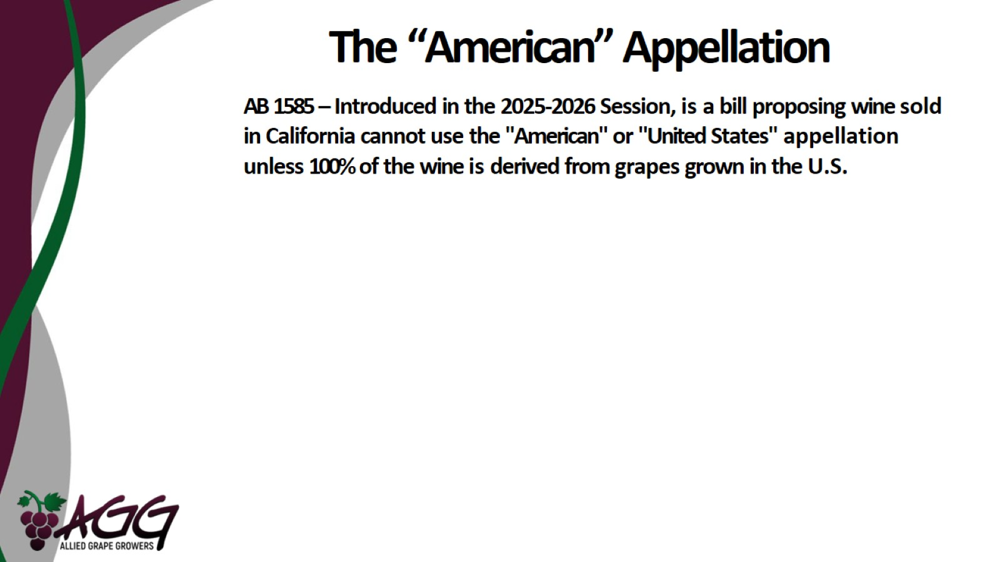 The “American” Appellation
AB 1585 – Introduced in the 2025-2026 Session, is a bill proposing wine sold
in California cannot use the "American" or "United States" appellation
unless 100% of the wine is derived from grapes grown in the U.S.
AGG
ALLIED GRAPE GROWERS